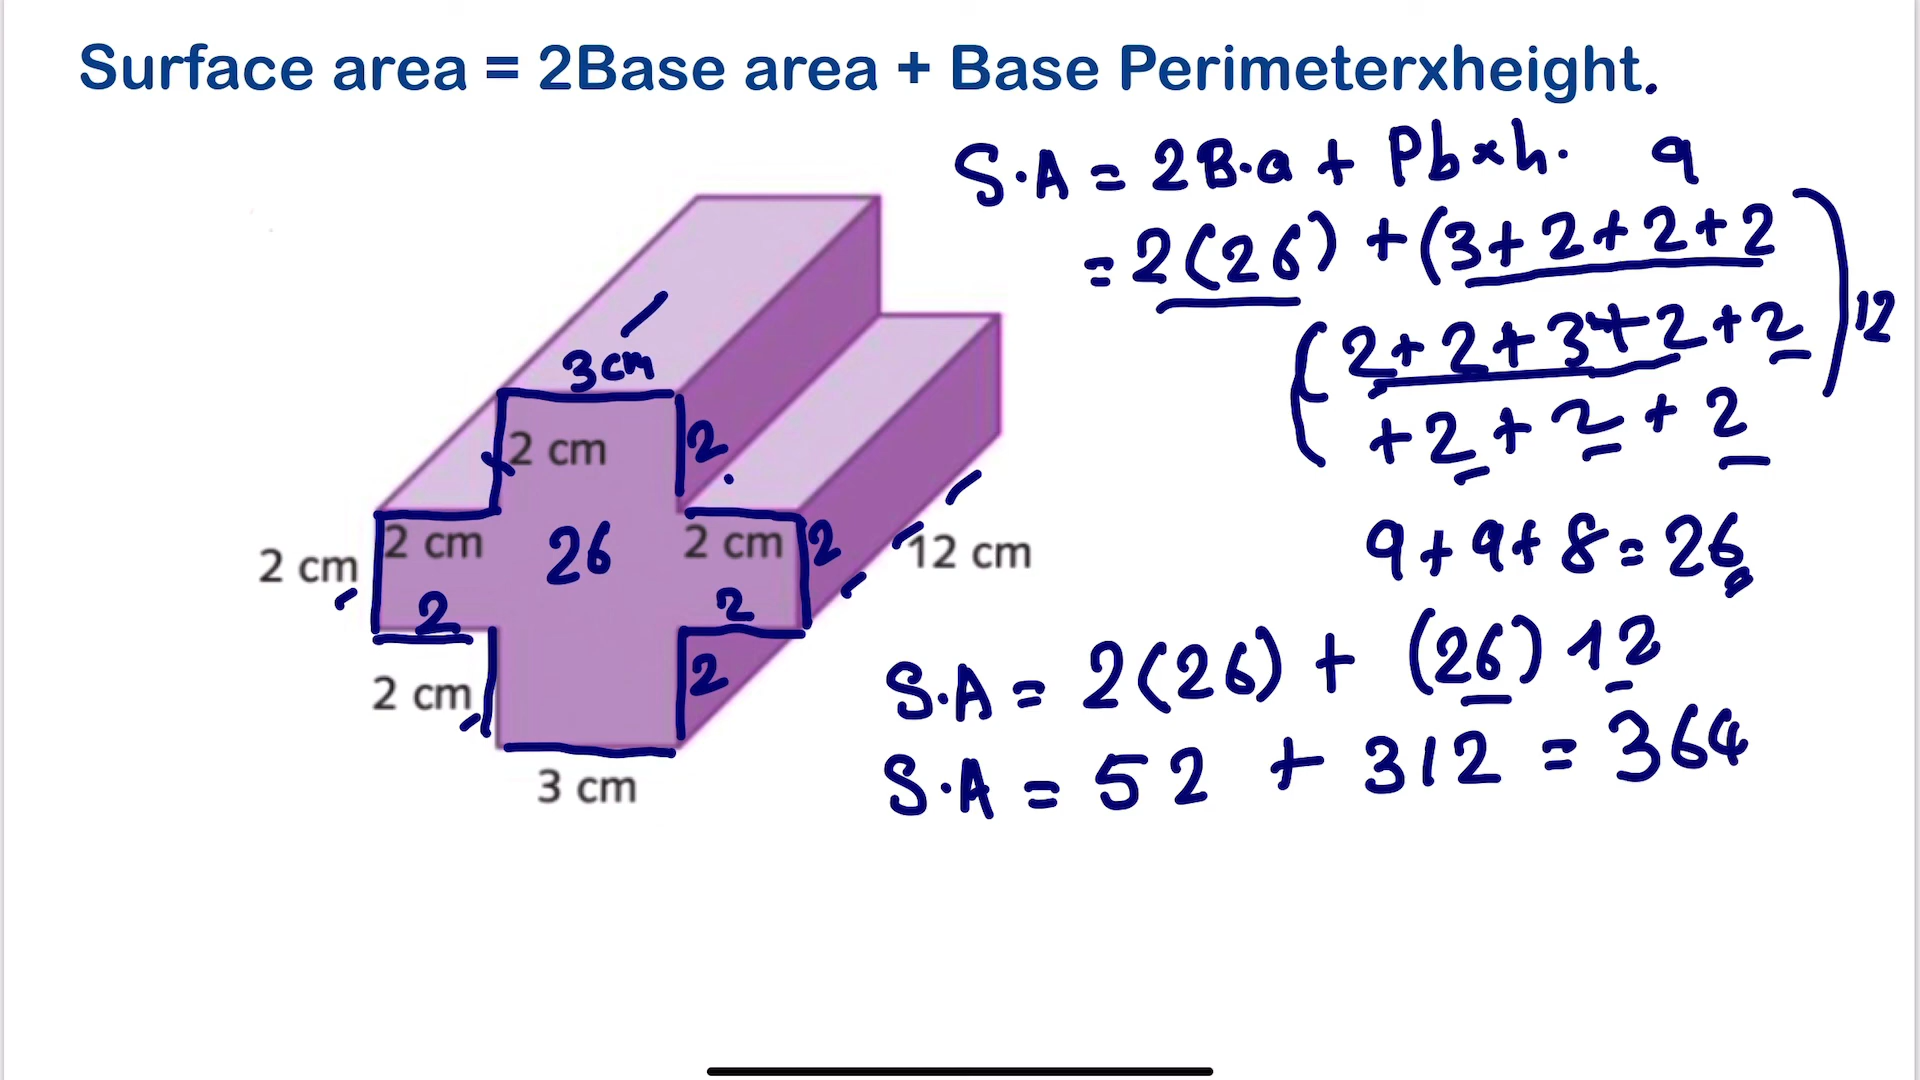 Surface area = 2Base area + Base Perimeterxheight.
S.A = 2B.a + Pb×h. 9
= 2(26) + (3+2+2+2
(2+2+3+2+2)12
+2+2+2
9+9+8=26
S.A = 2(26) + (26)12
S.A = 52 + 312 = 364
3cm
2 cm 2
2 cm 2 cm 26 2 cm 2 12 cm
2 2
2 cm 2
3 cm